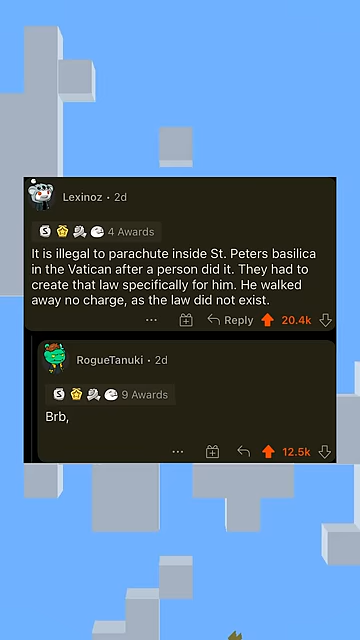 Lexinoz • 2d
4 Awards
It is illegal to parachute inside St. Peters basilica
in the Vatican after a person did it. They had to
create that law specifically for him. He walked
away no charge, as the law did not exist.
Reply 20.4k
RogueTanuki • 2d
9 Awards
Brb,
12.5k